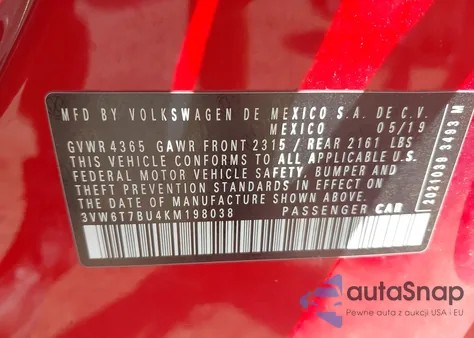 MFD BY VOLKSWAGEN DE MEXICO S.A. DE C.V.
MEXICO 05/19
GVWR 4365 GAWR FRONT 2315 / REAR 2161 LBS
THIS VEHICLE CONFORMS TO ALL APPLICABLE U.S.
FEDERAL MOTOR VEHICLE SAFETY, BUMPER AND
THEFT PREVENTION STANDARDS IN EFFECT ON
THE DATE OF MANUFACTURE SHOWN ABOVE.
3VW6T7BU4KM198038 PASSENGER CAR
2021039 3493 M
autoSnap
Pewne auta z aukcji USA i EU